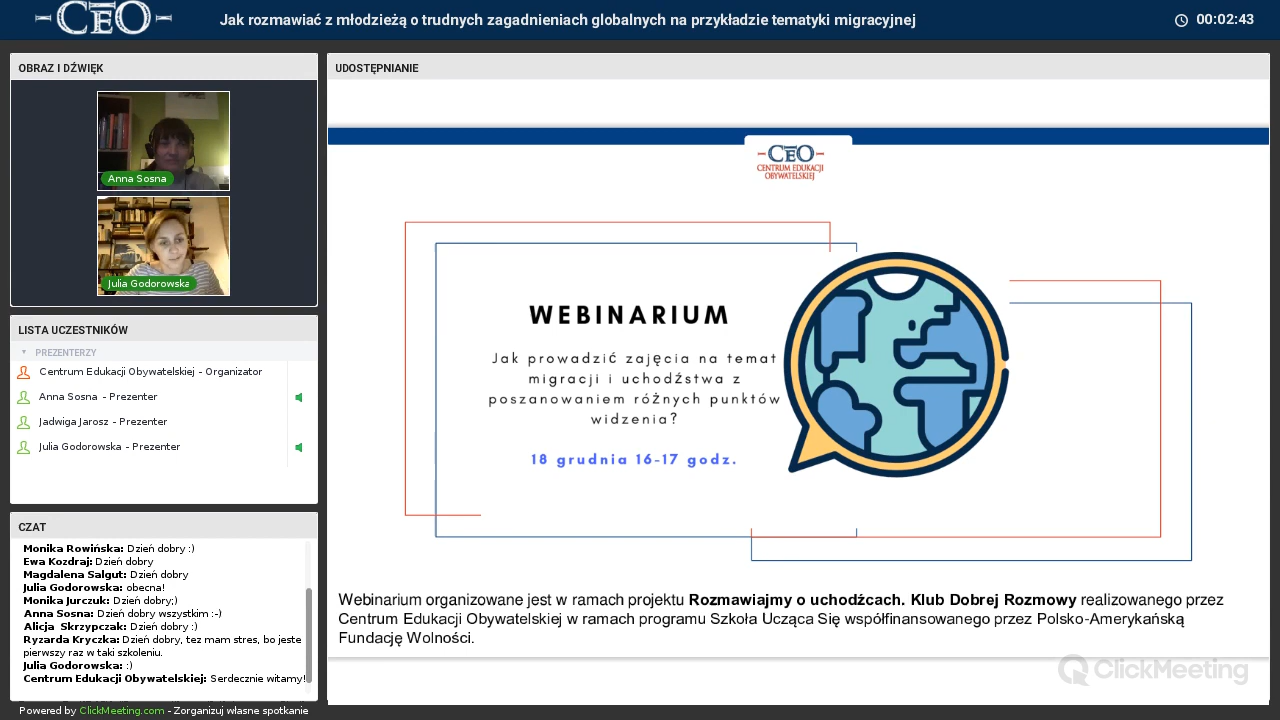 CEO
Jak rozmawiać z młodzieżą o trudnych zagadnieniach globalnych na przykładzie tematyki migracyjnej
00:02:43
OBRAZ I DŹWIĘK
Anna Sosna
Julia Godorowska
LISTA UCZESTNIKÓW
PREZENTERZY
Centrum Edukacji Obywatelskiej - Organizator
Anna Sosna - Prezenter
Jadwiga Jarosz - Prezenter
Julia Godorowska - Prezenter
CZAT
Monika Rowińska: Dzień dobry :)
Ewa Kozdraj: Dzień dobry
Magdalena Salgut: Dzień dobry
Julia Godorowska: obecna!
Monika Jurczuk: Dzień dobry;)
Anna Sosna: Dzień dobry wszystkim :-)
Alicja Skrzypczak: Dzień dobry :)
Ryzarda Kryczka: Dzień dobry, tez mam stres, bo jeste
pierwszy raz w taki szkoleniu.
Julia Godorowska: :)
Centrum Edukacji Obywatelskiej: Serdecznie witamy!
Powered by ClickMeeting.com - Zorganizuj własne spotkanie
UDOSTĘPNIANIE
CEO
CENTRUM EDUKACJI
OBYWATELSKIEJ
WEBINARIUM
Jak prowadzić zajęcia na temat
migracji i uchodźstwa z
poszanowaniem różnych punktów
widzenia?
18 grudnia 16-17 godz.
Webinarium organizowane jest w ramach projektu Rozmawiajmy o uchodźcach. Klub Dobrej Rozmowy realizowanego przez
Centrum Edukacji Obywatelskiej w ramach programu Szkoła Ucząca Się współfinansowanego przez Polsko-Amerykańską
Fundację Wolności.
ClickMeeting